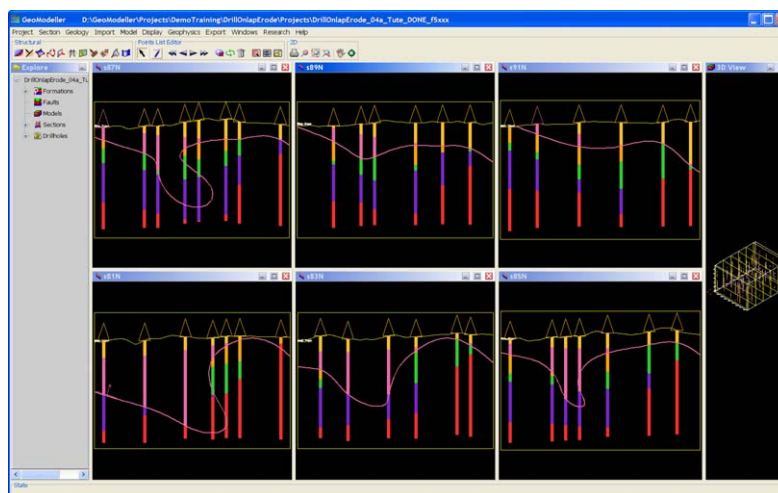 GeoModeller D:\GeoModeller\Projects\DemoTraining\DrillOnlapErode\Projects\DrillOnlapErode_04a_Tute_DONE_f5xxx
Project Section Geology Import Model Display Geophysics Export Windows Research Help
Structural Points List Editor 2D
Explore
DrillOnlapErode_04a_Tu
Formations
Faults
Models
Sections
Drillholes
s87N
s89N
s91N
3D View
s81N
s83N
s85N
State